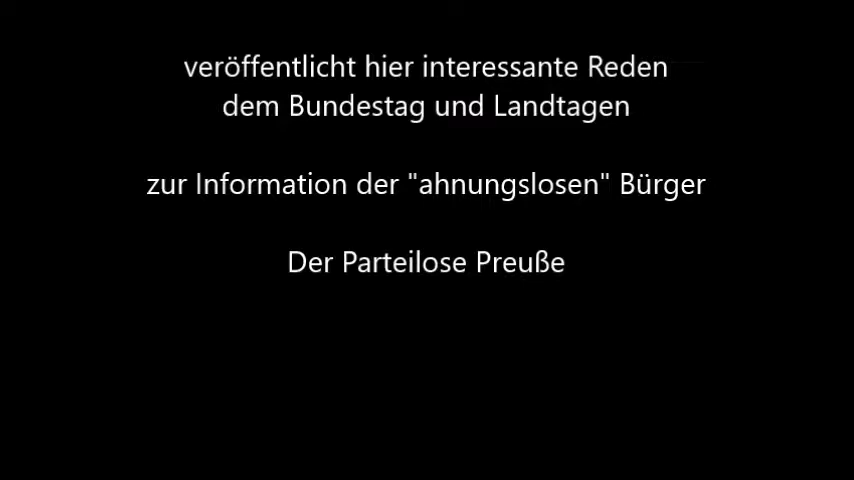 veröffentlicht hier interessante Reden
dem Bundestag und Landtagen
zur Information der "ahnungslosen" Bürger
Der Parteilose Preuße